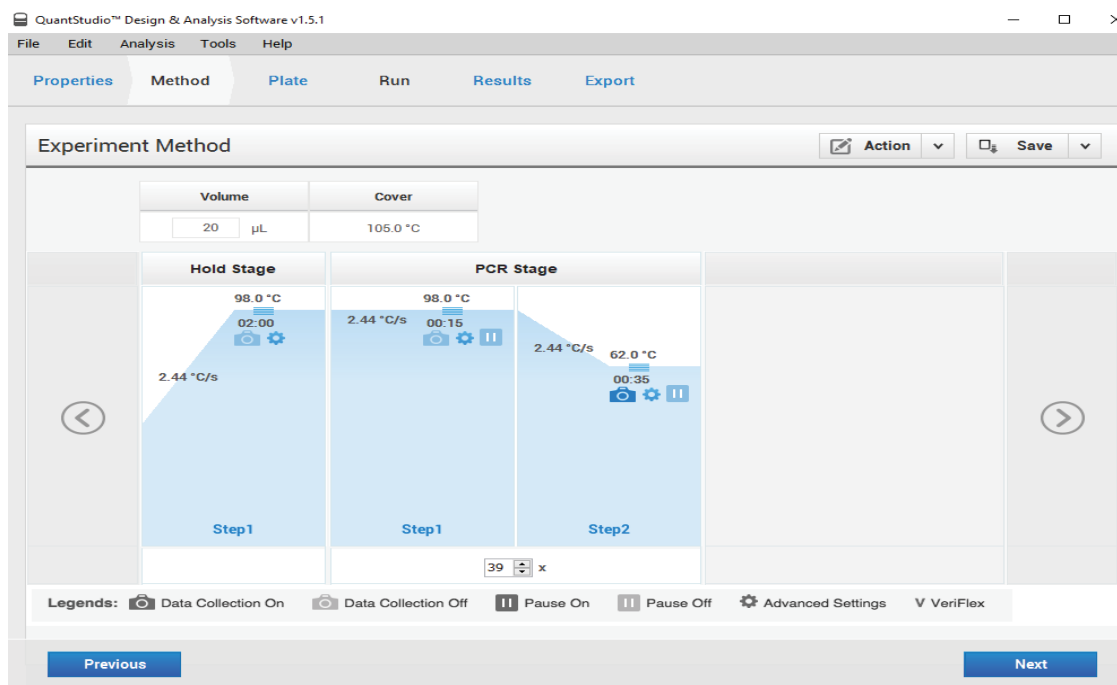 QuantStudio™ Design & Analysis Software v1.5.1
File Edit Analysis Tools Help
Properties Method Plate Run Results Export
Experiment Method Action Save
Volume Cover
20 µL 105.0 °C
Hold Stage PCR Stage
98.0 °C 98.0 °C
02:00 2.44 °C/s 00:15
2.44 °C/s 62.0 °C
2.44 °C/s 00:35
Step1 Step1 Step2
39 x
Legends: Data Collection On Data Collection Off Pause On Pause Off Advanced Settings V VeriFlex
Previous Next